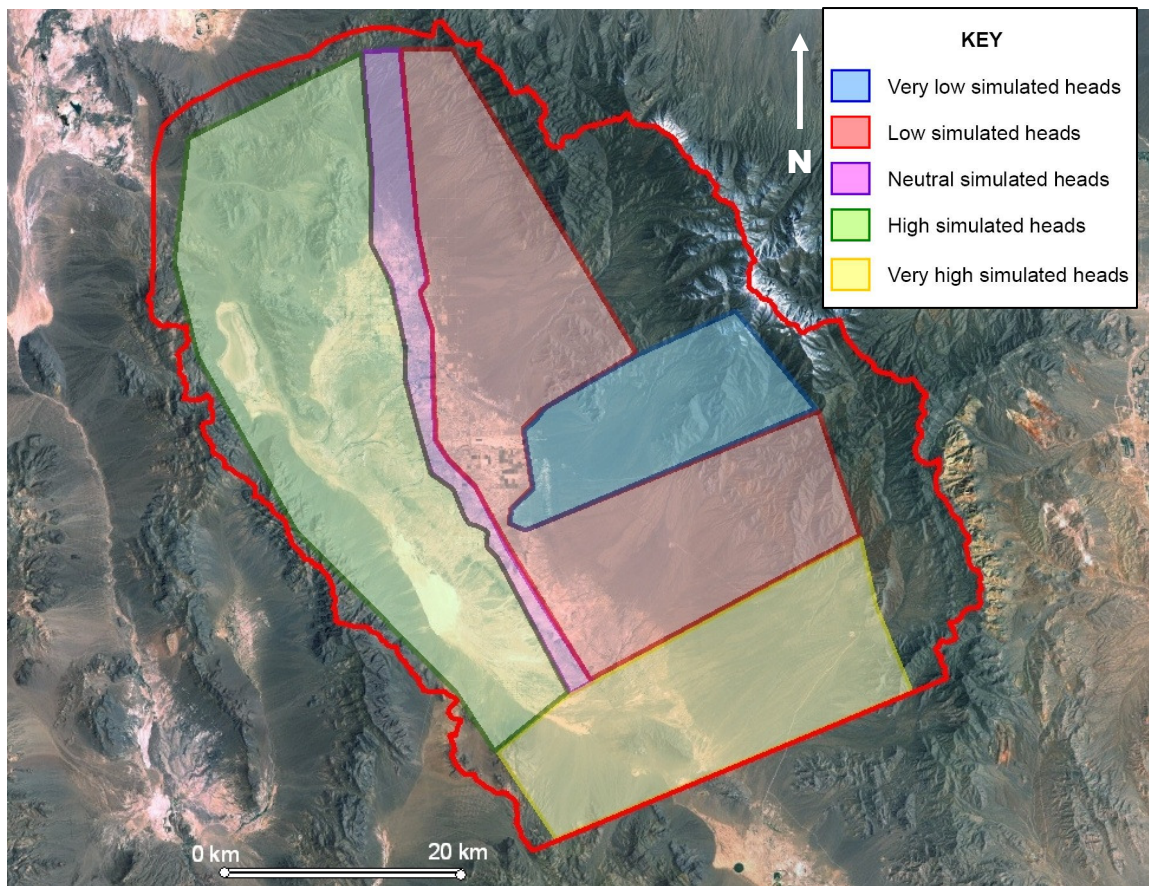 KEY
Very low simulated heads
Low simulated heads
Neutral simulated heads
High simulated heads
Very high simulated heads
N
0 km
20 km